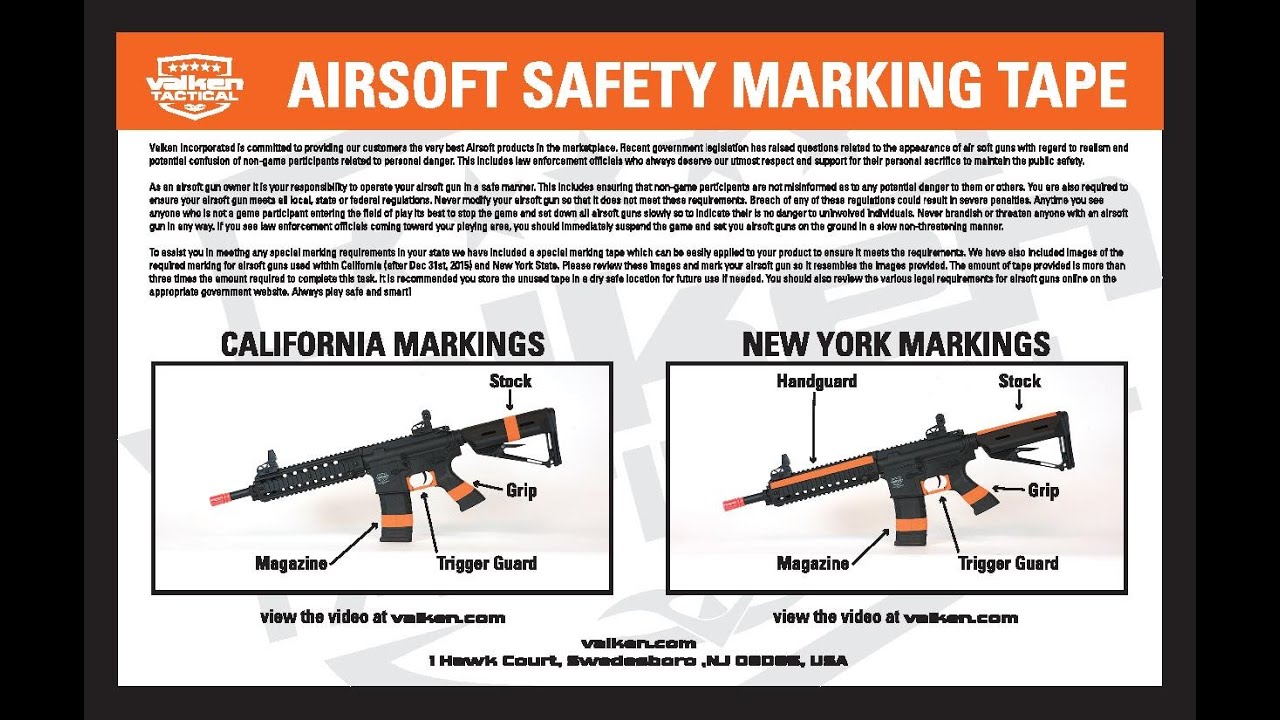 ★★★★★
Valken
TACTICAL
AIRSOFT SAFETY MARKING TAPE
Valken Incorporated is committed to providing our customers the very best Airsoft products in the marketplace. Recent government legislation has raised questions related to the appearance of air soft guns with regard to realism and
potential confusion of non-game participants related to personal danger. This includes law enforcement officials who always deserve our utmost respect and support for their personal sacrifice to maintain the public safety.
As an airsoft gun owner it is your responsibility to operate your airsoft gun in a safe manner. This includes ensuring that non-game participants are not misinformed as to any potential danger to them or others. You are also required to
ensure your airsoft gun meets all local, state or federal regulations. Never modify your airsoft gun so that it does not meet these requirements. Breach of any of these regulations could result in severe penalties. Anytime you see
anyone who is not a game participant entering the field of play its best to stop the game and set down all airsoft guns slowly so to indicate their is no danger to uninvolved individuals. Never brandish or threaten anyone with an airsoft
gun in any way. If you see law enforcement officials coming toward your playing area, you should immediately suspend the game and set you airsoft guns on the ground in a slow non-threatening manner.
To assist you in meeting any special marking requirements in your state we have included a special marking tape which can be easily applied to your product to ensure it meets the requirements. We have also included images of the
required marking for airsoft guns used within California (after Dec 31st, 2015) and New York State. Please review these images and mark your airsoft gun so it resembles the images provided. The amount of tape provided is more than
three times the amount required to complete this task. It is recommended you store the unused tape in a dry safe location for future use if needed. You should also review the various legal requirements for airsoft guns online on the
appropriate government website. Always play safe and smart!
CALIFORNIA MARKINGS
Stock
Grip
Magazine
Trigger Guard
view the video at valken.com
NEW YORK MARKINGS
Handguard
Stock
Grip
Magazine
Trigger Guard
view the video at valken.com
valken.com
1 Hawk Court, Swedesboro ,NJ 08085, USA